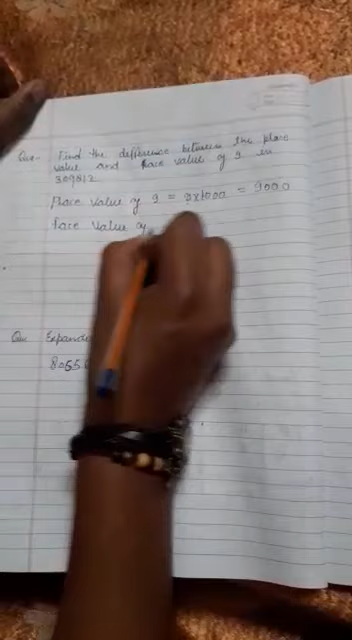 Que- Find the difference between the place
value and face value of 9 in
309812
Place value of 9 = 9x1000 = 9000
face value of
Que Expand
8055